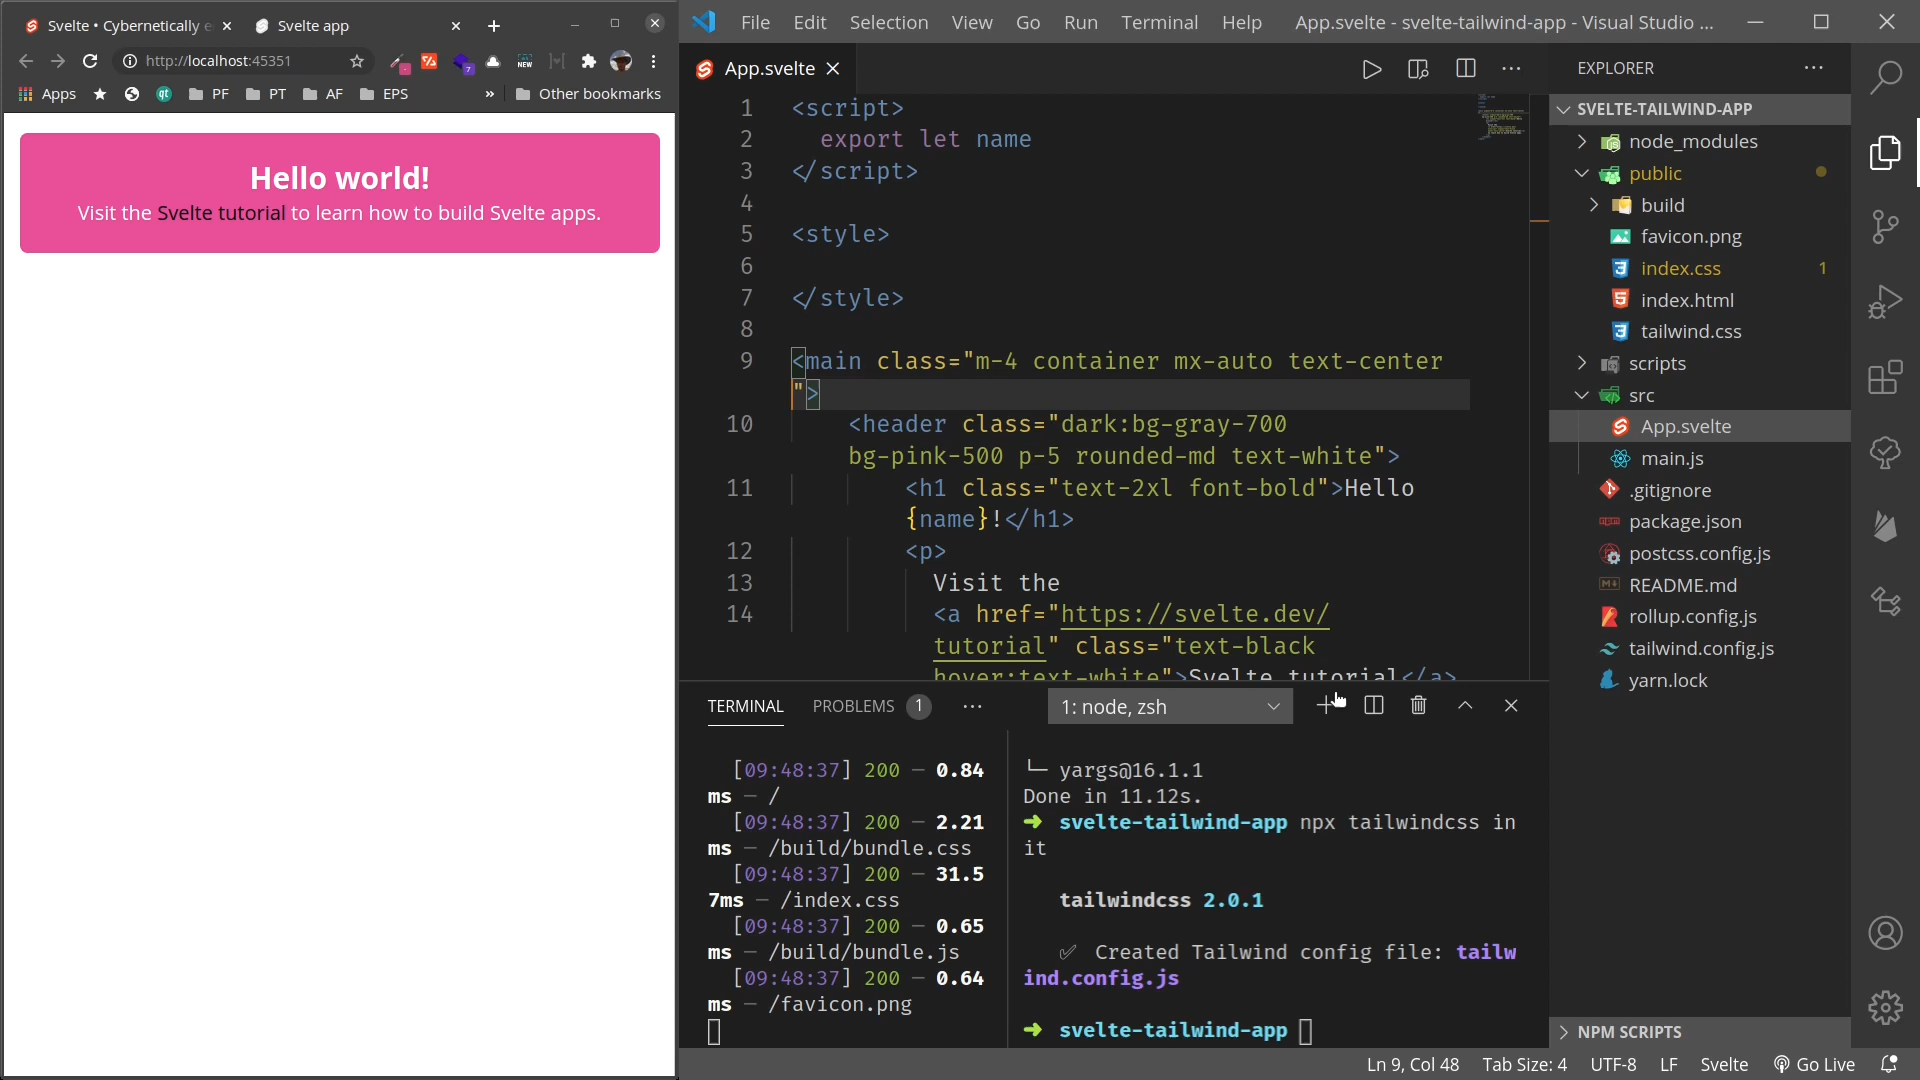 Svelte • Cybernetically e
Svelte app
http://localhost:45351
7
NEW
Apps
qt
PF
PT
AF
EPS
»
Other bookmarks
Hello world!
Visit the Svelte tutorial to learn how to build Svelte apps.
File Edit Selection View Go Run Terminal Help
App.svelte - svelte-tailwind-app - Visual Studio ...
App.svelte
1 <script>
2 export let name
3 </script>
4
5 <style>
6
7 </style>
8
9 <main class="m-4 container mx-auto text-center
">
10 <header class="dark:bg-gray-700
bg-pink-500 p-5 rounded-md text-white">
11 <h1 class="text-2xl font-bold">Hello
{name}!</h1>
12 <p>
13 Visit the
14 <a href="https://svelte.dev/
tutorial" class="text-black
hover:text-white">Svelte tutorial</a>
TERMINAL PROBLEMS 1 ···
1: node, zsh
[09:48:37] 200 — 0.84
ms — /
[09:48:37] 200 — 2.21
ms — /build/bundle.css
[09:48:37] 200 — 31.5
7ms — /index.css
[09:48:37] 200 — 0.65
ms — /build/bundle.js
[09:48:37] 200 — 0.64
ms — /favicon.png
└─ yargs@16.1.1
Done in 11.12s.
➜ svelte-tailwind-app npx tailwindcss in
it
tailwindcss 2.0.1
✅ Created Tailwind config file: tailw
ind.config.js
➜ svelte-tailwind-app
EXPLORER
SVELTE-TAILWIND-APP
node_modules
public
build
favicon.png
index.css 1
index.html
tailwind.css
scripts
src
App.svelte
main.js
.gitignore
package.json
postcss.config.js
README.md
rollup.config.js
tailwind.config.js
yarn.lock
NPM SCRIPTS
Ln 9, Col 48 Tab Size: 4 UTF-8 LF Svelte Go Live